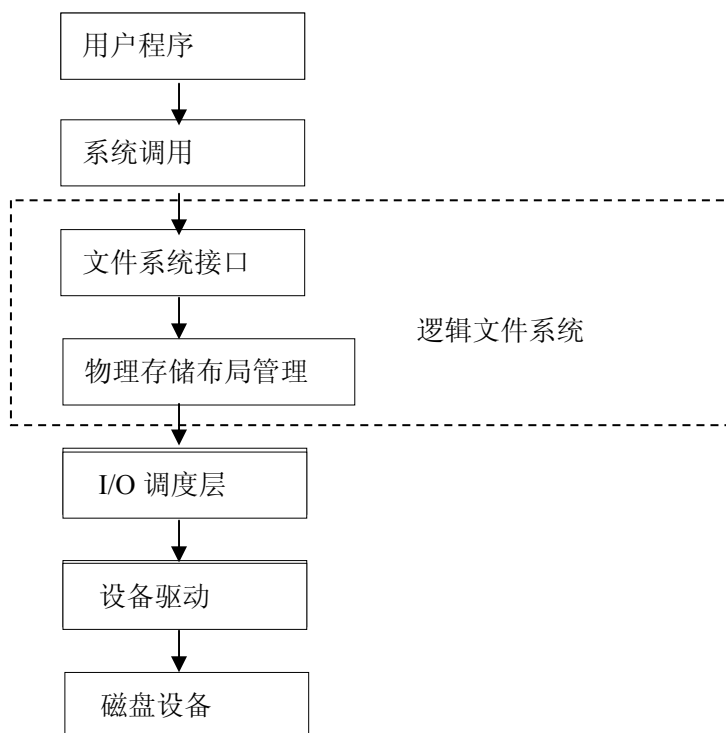 用户程序
系统调用
文件系统接口
逻辑文件系统
物理存储布局管理
I/O 调度层
设备驱动
磁盘设备